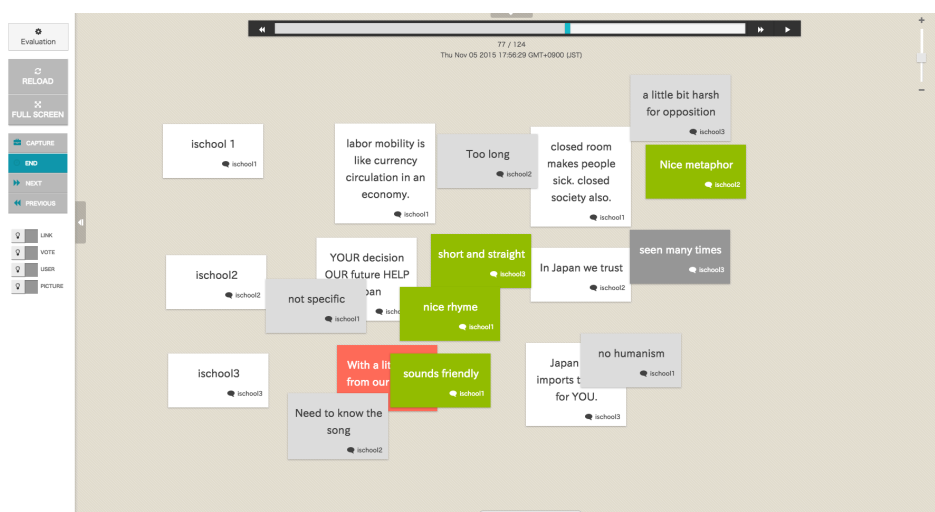 Evaluation
RELOAD
FULL SCREEN
CAPTURE
END
NEXT
PREVIOUS
LINK
VOTE
USER
PICTURE
77 / 124
Thu Nov 05 2015 17:56:29 GMT+0900 (JST)
a little bit harsh
for opposition
ischool3
ischool 1
ischool1
labor mobility is
like currency
circulation in an
economy.
ischool1
Too long
ischool2
closed room
makes people
sick. closed
society also.
ischool1
Nice metaphor
ischool2
ischool2
ischool2
YOUR decision
OUR future HELP
not specific
ischool1
short and straight
ischool3
nice rhyme
ischool1
In Japan we trust
ischool2
seen many times
ischool3
ischool3
ischool3
With a
from our
sounds friendly
ischool1
Need to know the
song
ischool2
Japan
imports
for YOU.
ischool3
no humanism
ischool1